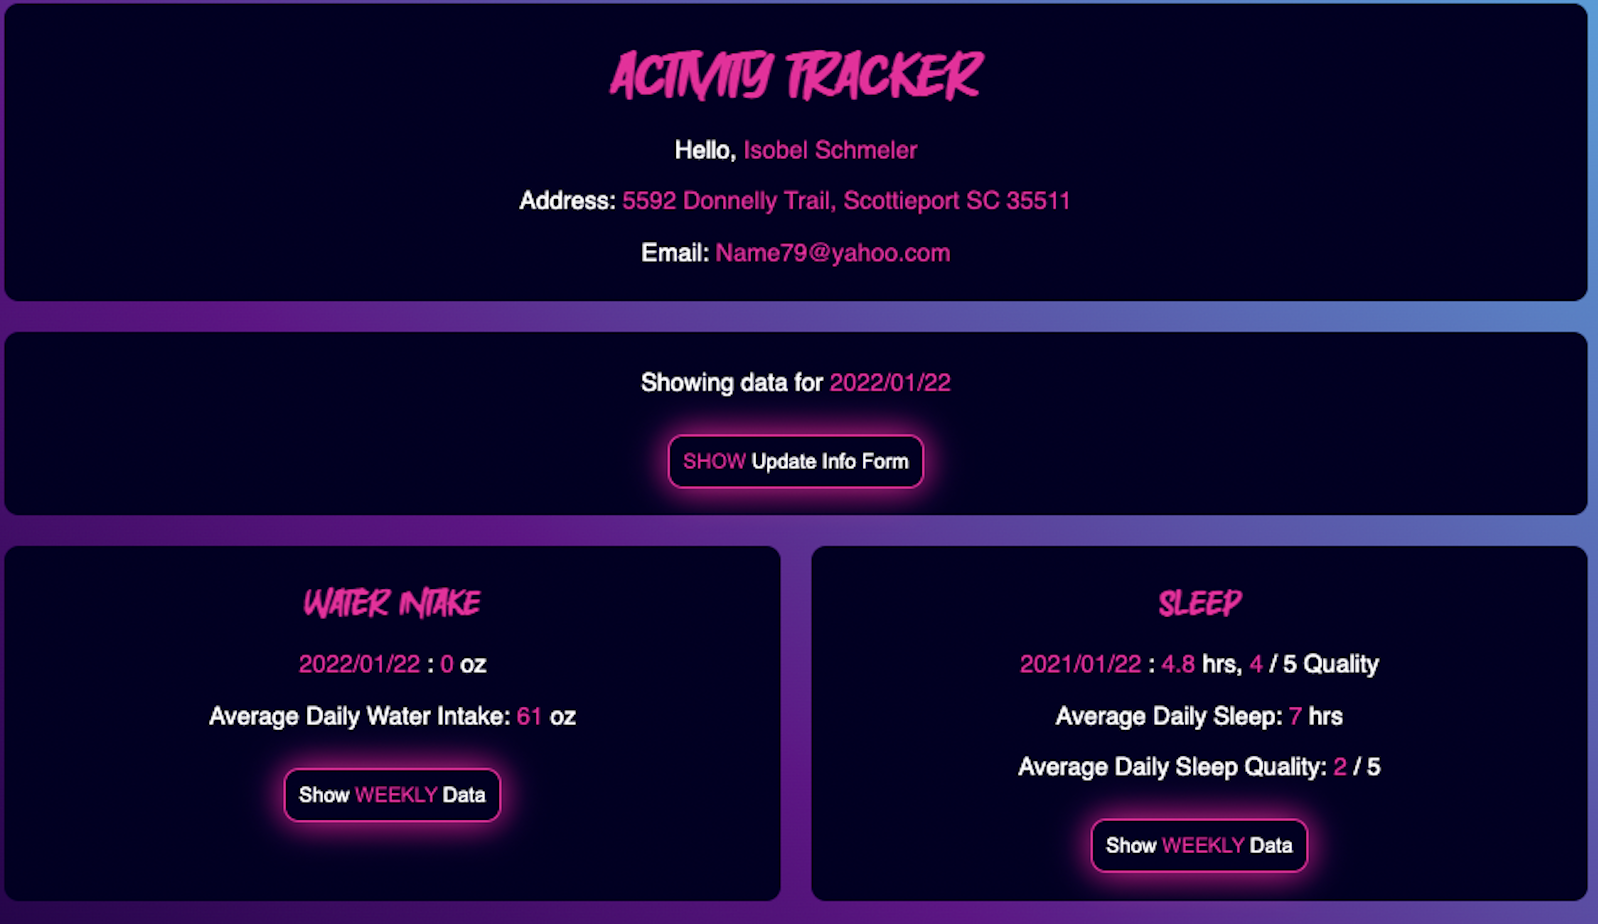 ACTIVITY TRACKER
Hello, Isobel Schmeler
Address: 5592 Donnelly Trail, Scottieport SC 35511
Email: Name79@yahoo.com
Showing data for 2022/01/22
SHOW Update Info Form
WATER INTAKE
2022/01/22 : 0 oz
Average Daily Water Intake: 61 oz
Show WEEKLY Data
SLEEP
2021/01/22 : 4.8 hrs, 4 / 5 Quality
Average Daily Sleep: 7 hrs
Average Daily Sleep Quality: 2 / 5
Show WEEKLY Data